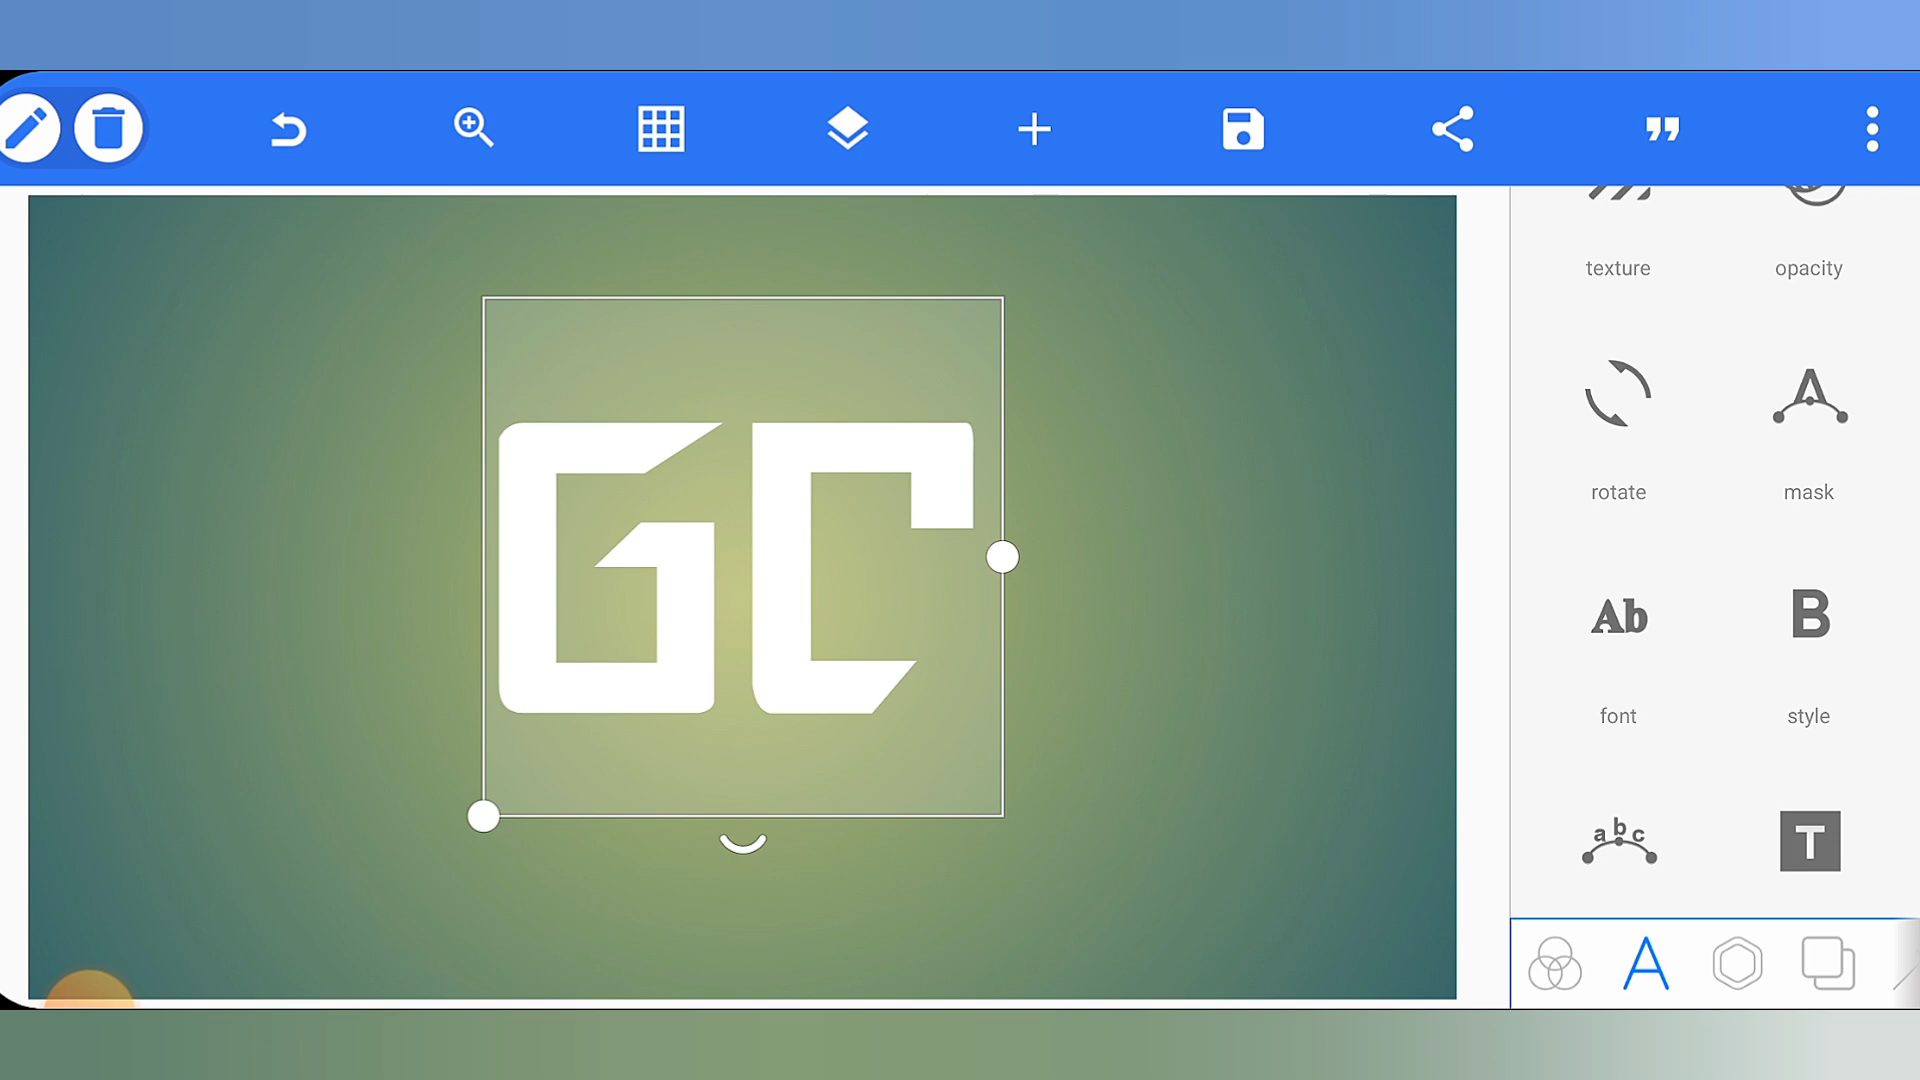 texture opacity
GC
rotate mask
Ab B
font style
abc T
A